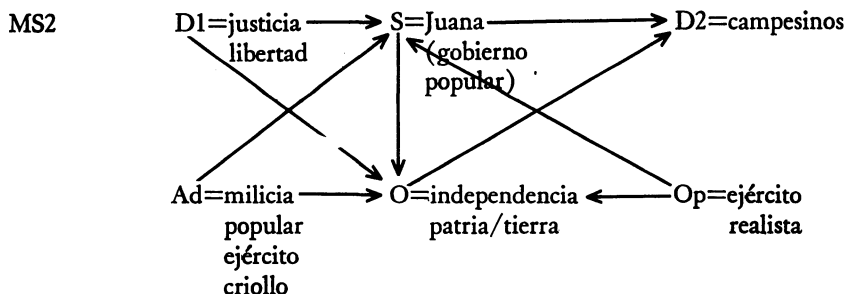 MS2
D1=justicia
libertad
S=Juana
(gobierno
popular)
D2=campesinos
Ad=milicia
popular
ejército
criollo
O=independencia
patria/tierra
Op=ejército
realista